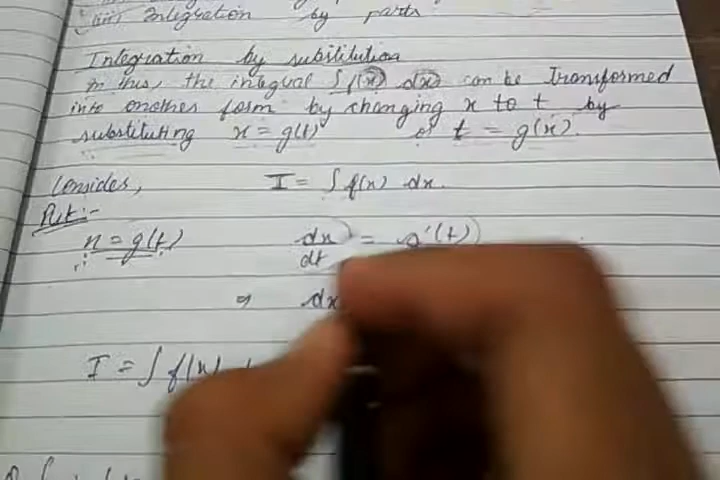 (iii) Integration by parts
Integration by substitution
In this, the integral ∫f(x) dx can be Transformed
into another form by changing x to t by
substituting x = g(t) or t = g(x).
Consider, I = ∫ f(x) dx.
Put:-
x = g(t) dx/dt = g'(t)
⇒ dx
I = ∫ f(x)